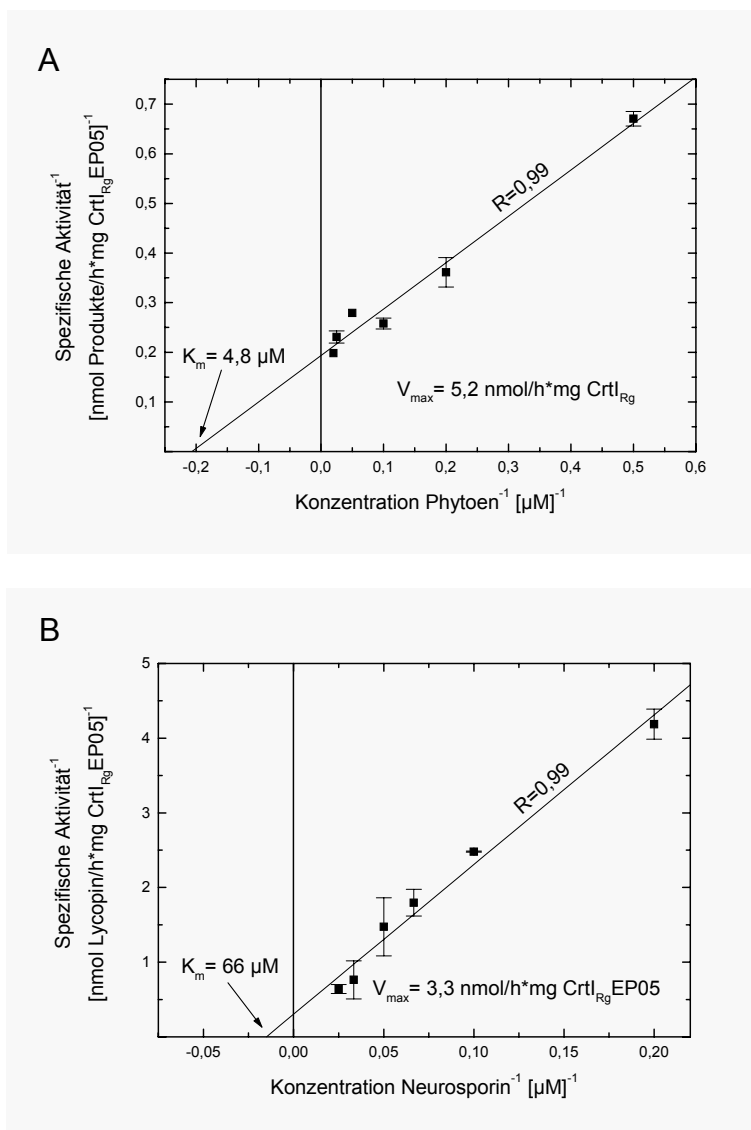 A
Spezifische Aktivität⁻¹
[nmol Produkte/h*mg CrtI_Rg EP05]⁻¹
0,7
0,6
0,5
0,4
0,3
0,2
0,1
R=0,99
K_m= 4,8 µM
V_max= 5,2 nmol/h*mg CrtI_Rg
-0,2 -0,1 0,0 0,1 0,2 0,3 0,4 0,5 0,6
Konzentration Phytoen⁻¹ [µM]⁻¹
B
Spezifische Aktivität⁻¹
[nmol Lycopin/h*mg CrtI_Rg EP05]⁻¹
5
4
3
2
1
R=0,99
K_m= 66 µM
V_max= 3,3 nmol/h*mg CrtI_Rg EP05
-0,05 0,00 0,05 0,10 0,15 0,20
Konzentration Neurosporin⁻¹ [µM]⁻¹